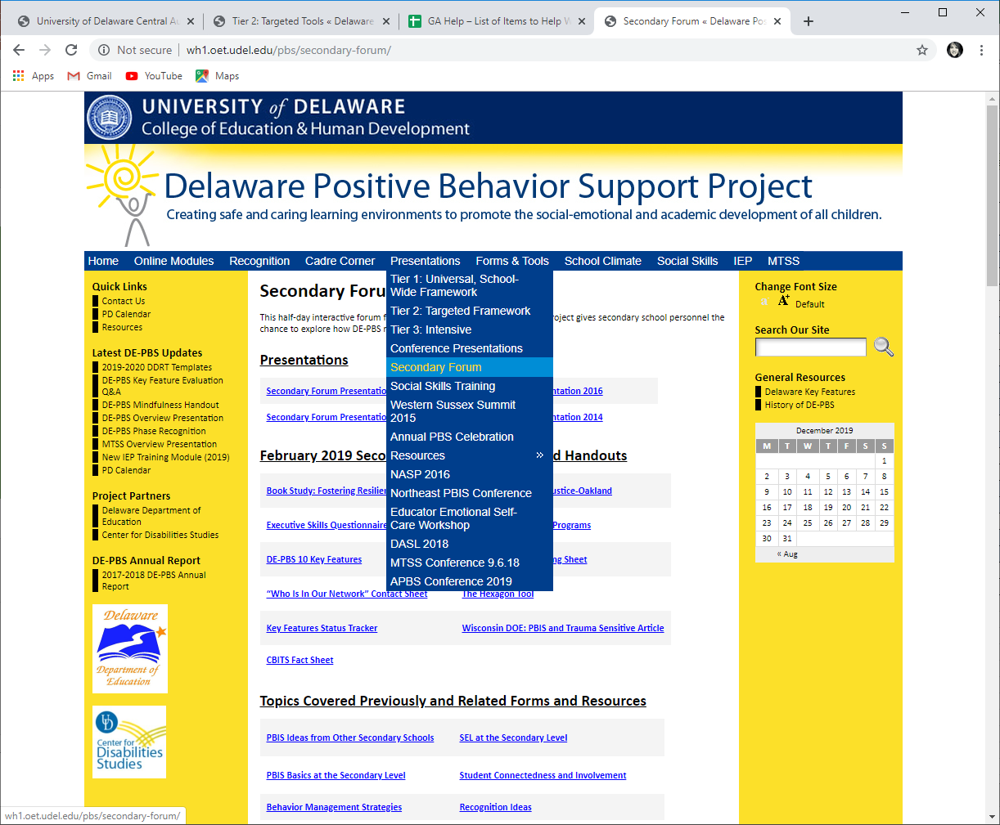 University of Delaware Central Au
Tier 2: Targeted Tools « Delaware
GA Help – List of Items to Help W
Secondary Forum « Delaware Pos
Not secure | wh1.oet.udel.edu/pbs/secondary-forum/
Apps
Gmail
YouTube
Maps
UNIVERSITY of DELAWARE
College of Education & Human Development
Delaware Positive Behavior Support Project
Creating safe and caring learning environments to promote the social-emotional and academic development of all children.
Home Online Modules Recognition Cadre Corner Presentations Forms & Tools School Climate Social Skills IEP MTSS
Quick Links
Contact Us
PD Calendar
Resources
Latest DE-PBS Updates
2019-2020 DDRT Templates
DE-PBS Key Feature Evaluation
Q&A
DE-PBS Mindfulness Handout
DE-PBS Overview Presentation
DE-PBS Phase Recognition
MTSS Overview Presentation
New IEP Training Module (2019)
PD Calendar
Project Partners
Delaware Department of
Education
Center for Disabilities Studies
DE-PBS Annual Report
2017-2018 DE-PBS Annual
Report
Delaware
Department of
Education
UD
Center for
Disabilities
Studies
Tier 1: Universal, School-
Wide Framework
Tier 2: Targeted Framework
Tier 3: Intensive
Conference Presentations
Secondary Forum
Social Skills Training
Western Sussex Summit
2015
Annual PBS Celebration
Resources »
NASP 2016
Northeast PBIS Conference
Educator Emotional Self-
Care Workshop
DASL 2018
MTSS Conference 9.6.18
APBS Conference 2019
Secondary Foru
This half-day interactive forum f roject gives secondary school personnel the
chance to explore how DE-PBS
Presentations
Secondary Forum Presentatio ntation 2016
Secondary Forum Presentatio ntation 2014
February 2019 Seco d Handouts
Book Study: Fostering Resilien ustice-Oakland
Executive Skills Questionnaire Programs
DE-PBS 10 Key Features ng Sheet
“Who Is In Our Network” Contact Sheet The Hexagon Tool
Key Features Status Tracker Wisconsin DOE: PBIS and Trauma Sensitive Article
CBITS Fact Sheet
Topics Covered Previously and Related Forms and Resources
PBIS Ideas from Other Secondary Schools SEL at the Secondary Level
PBIS Basics at the Secondary Level Student Connectedness and Involvement
Behavior Management Strategies Recognition Ideas
Change Font Size
A+ Default
Search Our Site
General Resources
Delaware Key Features
History of DE-PBS
December 2019
M T W T F S S
1
2 3 4 5 6 7 8
9 10 11 12 13 14 15
16 17 18 19 20 21 22
23 24 25 26 27 28 29
30 31
« Aug
wh1.oet.udel.edu/pbs/secondary-forum/